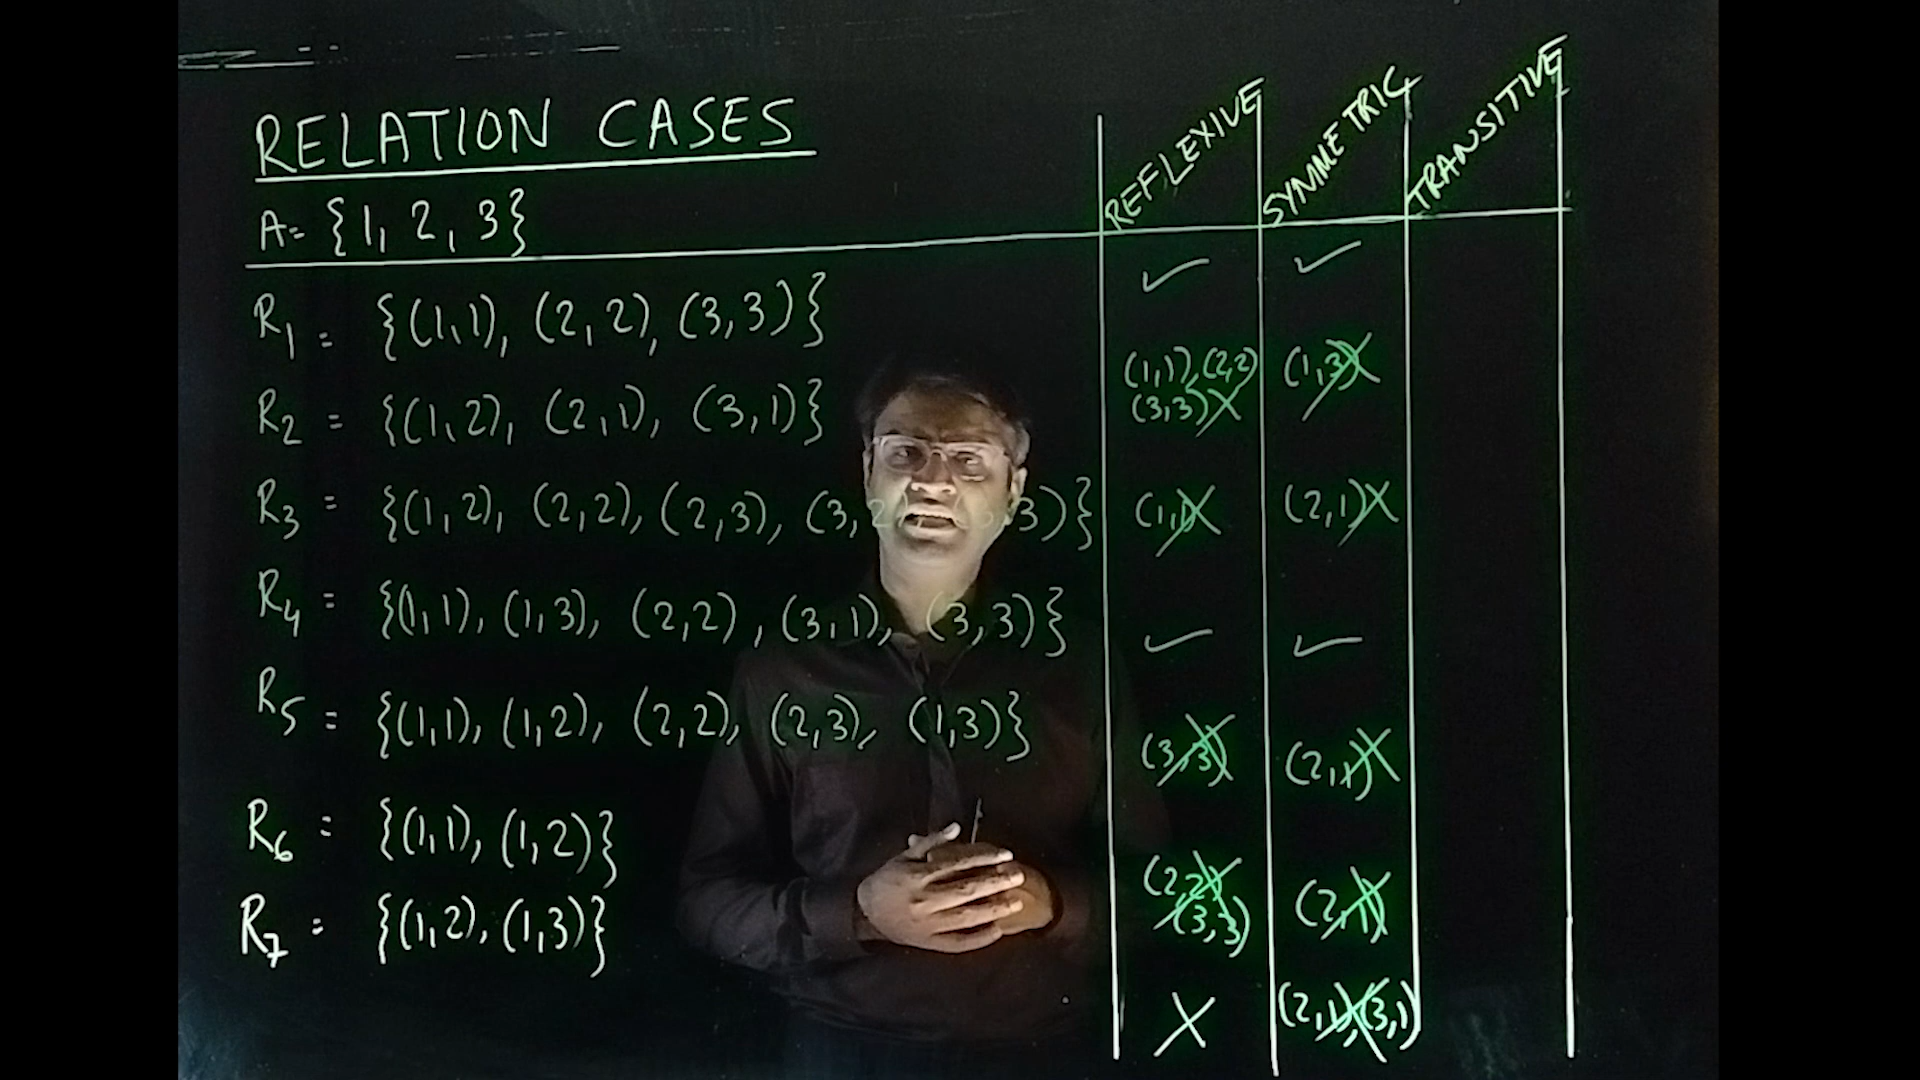 RELATION CASES
REFLEXIVE SYMMETRIC TRANSITIVE
A= {1, 2, 3}
R1 = {(1,1), (2,2), (3,3)} ✓ ✓
R2 = {(1,2), (2,1), (3,1)} (1,1),(2,2) (1,3)X
(3,3)X
R3 = {(1,2), (2,2), (2,3), (3,2 3)} (1,1)X (2,1)X
R4 = {(1,1), (1,3), (2,2), (3,1), (3,3)} ✓ ✓
R5 = {(1,1), (1,2), (2,2), (2,3), (1,3)} (3,3)X (2,1)X
R6 = {(1,1), (1,2)} (2,2)X (2,1)X
(3,3)
R7 = {(1,2), (1,3)} X (2,1),(3,1)X